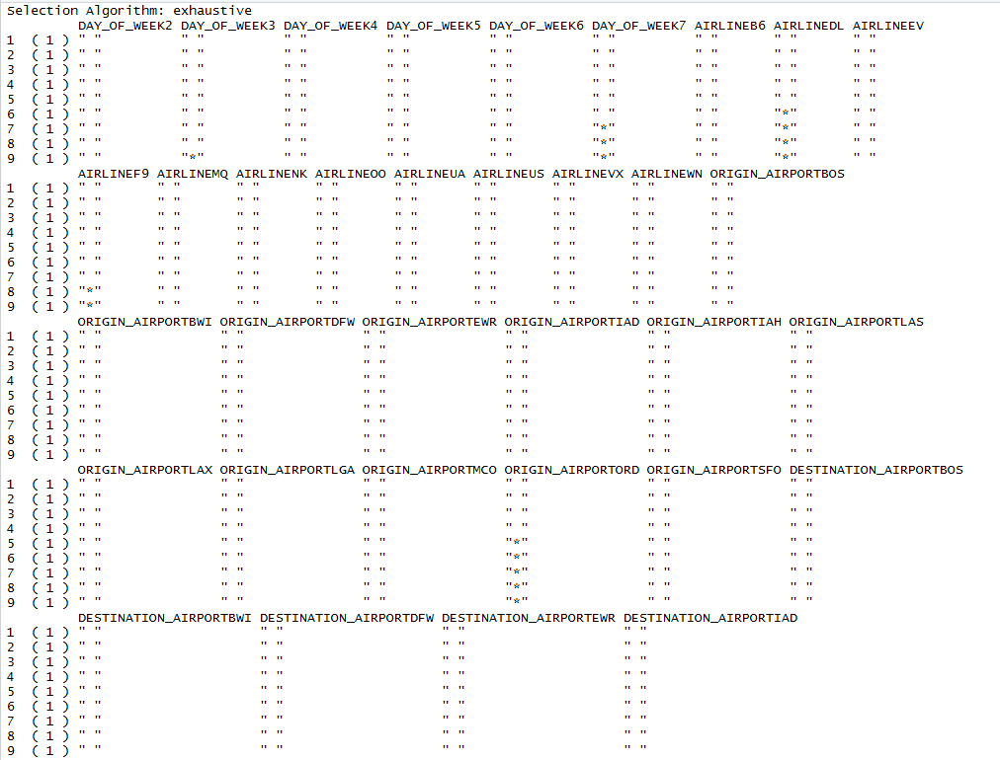 Selection Algorithm: exhaustive
         DAY_OF_WEEK2 DAY_OF_WEEK3 DAY_OF_WEEK4 DAY_OF_WEEK5 DAY_OF_WEEK6 DAY_OF_WEEK7 AIRLINEB6 AIRLINEDL AIRLINEEV
1  ( 1 ) " "          " "          " "          " "          " "          " "          " "       " "       " "
2  ( 1 ) " "          " "          " "          " "          " "          " "          " "       " "       " "
3  ( 1 ) " "          " "          " "          " "          " "          " "          " "       " "       " "
4  ( 1 ) " "          " "          " "          " "          " "          " "          " "       " "       " "
5  ( 1 ) " "          " "          " "          " "          " "          " "          " "       " "       " "
6  ( 1 ) " "          " "          " "          " "          " "          " "          " "       "*"       " "
7  ( 1 ) " "          " "          " "          " "          " "          "*"          " "       "*"       " "
8  ( 1 ) " "          " "          " "          " "          " "          "*"          " "       "*"       " "
9  ( 1 ) " "          "*"          " "          " "          " "          "*"          " "       "*"       " "
         AIRLINEF9 AIRLINEMQ AIRLINENK AIRLINEOO AIRLINEUA AIRLINEUS AIRLINEVX AIRLINEWN ORIGIN_AIRPORTBOS
1  ( 1 ) " "       " "       " "       " "       " "       " "       " "       " "       " "
2  ( 1 ) " "       " "       " "       " "       " "       " "       " "       " "       " "
3  ( 1 ) " "       " "       " "       " "       " "       " "       " "       " "       " "
4  ( 1 ) " "       " "       " "       " "       " "       " "       " "       " "       " "
5  ( 1 ) " "       " "       " "       " "       " "       " "       " "       " "       " "
6  ( 1 ) " "       " "       " "       " "       " "       " "       " "       " "       " "
7  ( 1 ) " "       " "       " "       " "       " "       " "       " "       " "       " "
8  ( 1 ) "*"       " "       " "       " "       " "       " "       " "       " "       " "
9  ( 1 ) "*"       " "       " "       " "       " "       " "       " "       " "       " "
         ORIGIN_AIRPORTBWI ORIGIN_AIRPORTDFW ORIGIN_AIRPORTEWR ORIGIN_AIRPORTIAD ORIGIN_AIRPORTIAH ORIGIN_AIRPORTLAS
1  ( 1 ) " "               " "               " "               " "               " "               " "
2  ( 1 ) " "               " "               " "               " "               " "               " "
3  ( 1 ) " "               " "               " "               " "               " "               " "
4  ( 1 ) " "               " "               " "               " "               " "               " "
5  ( 1 ) " "               " "               " "               " "               " "               " "
6  ( 1 ) " "               " "               " "               " "               " "               " "
7  ( 1 ) " "               " "               " "               " "               " "               " "
8  ( 1 ) " "               " "               " "               " "               " "               " "
9  ( 1 ) " "               " "               " "               " "               " "               " "
         ORIGIN_AIRPORTLAX ORIGIN_AIRPORTLGA ORIGIN_AIRPORTMCO ORIGIN_AIRPORTORD ORIGIN_AIRPORTSFO DESTINATION_AIRPORTBOS
1  ( 1 ) " "               " "               " "               " "               " "               " "
2  ( 1 ) " "               " "               " "               " "               " "               " "
3  ( 1 ) " "               " "               " "               " "               " "               " "
4  ( 1 ) " "               " "               " "               " "               " "               " "
5  ( 1 ) " "               " "               " "               "*"               " "               " "
6  ( 1 ) " "               " "               " "               "*"               " "               " "
7  ( 1 ) " "               " "               " "               "*"               " "               " "
8  ( 1 ) " "               " "               " "               "*"               " "               " "
9  ( 1 ) " "               " "               " "               "*"               " "               " "
         DESTINATION_AIRPORTBWI DESTINATION_AIRPORTDFW DESTINATION_AIRPORTEWR DESTINATION_AIRPORTIAD
1  ( 1 ) " "                    " "                    " "                    " "
2  ( 1 ) " "                    " "                    " "                    " "
3  ( 1 ) " "                    " "                    " "                    " "
4  ( 1 ) " "                    " "                    " "                    " "
5  ( 1 ) " "                    " "                    " "                    " "
6  ( 1 ) " "                    " "                    " "                    " "
7  ( 1 ) " "                    " "                    " "                    " "
8  ( 1 ) " "                    " "                    " "                    " "
9  ( 1 ) " "                    " "                    " "                    " "